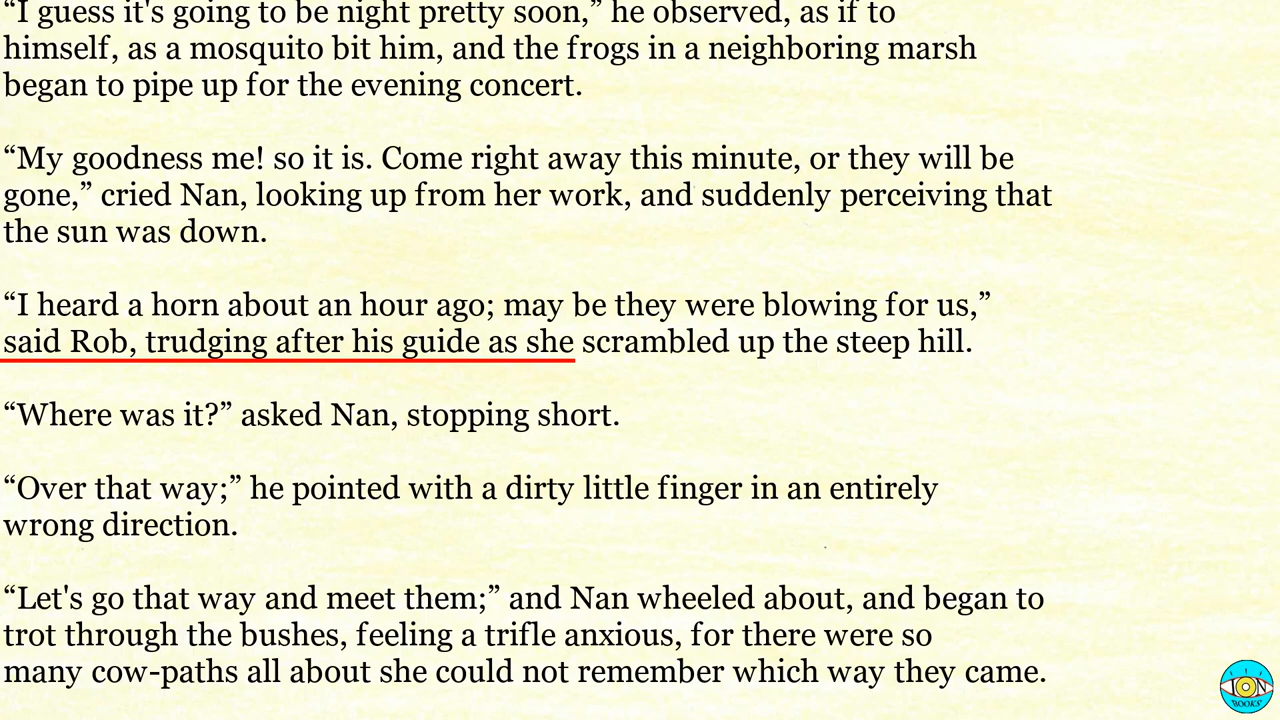 “I guess it's going to be night pretty soon,” he observed, as if to
himself, as a mosquito bit him, and the frogs in a neighboring marsh
began to pipe up for the evening concert.
“My goodness me! so it is. Come right away this minute, or they will be
gone,” cried Nan, looking up from her work, and suddenly perceiving that
the sun was down.
“I heard a horn about an hour ago; may be they were blowing for us,”
said Rob, trudging after his guide as she scrambled up the steep hill.
“Where was it?” asked Nan, stopping short.
“Over that way;” he pointed with a dirty little finger in an entirely
wrong direction.
“Let's go that way and meet them;” and Nan wheeled about, and began to
trot through the bushes, feeling a trifle anxious, for there were so
many cow-paths all about she could not remember which way they came.
ION
BOOKS